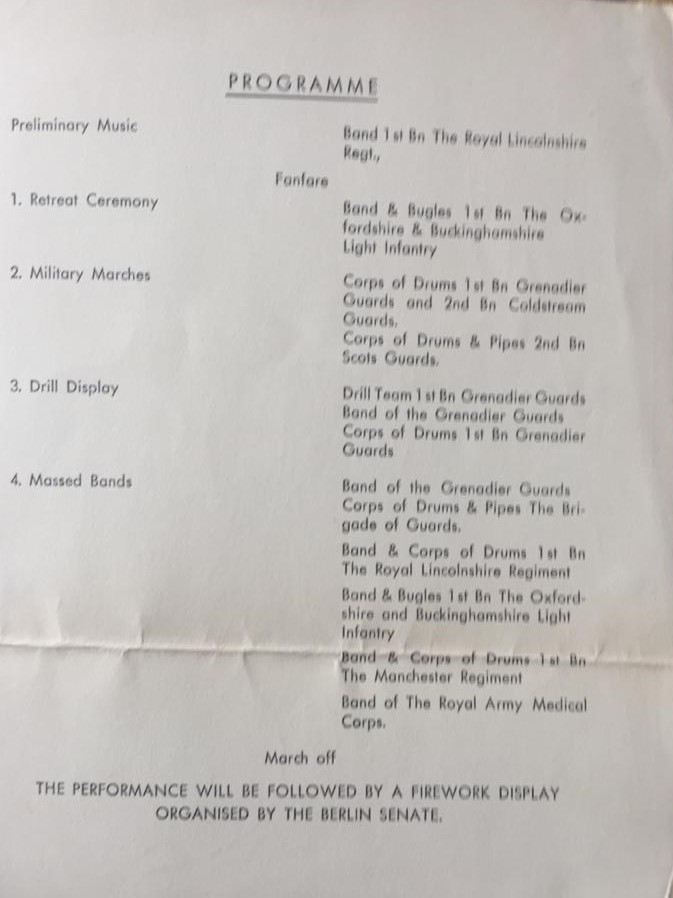 PROGRAMME
Preliminary Music
Band 1st Bn The Royal Lincolnshire
Regt.,
Fanfare
1. Retreat Ceremony
Band & Bugles 1st Bn The Ox-
fordshire & Buckinghamshire
Light Infantry
2. Military Marches
Corps of Drums 1st Bn Grenadier
Guards and 2nd Bn Coldstream
Guards,
Corps of Drums & Pipes 2nd Bn
Scots Guards.
3. Drill Display
Drill Team 1st Bn Grenadier Guards
Band of the Grenadier Guards
Corps of Drums 1st Bn Grenadier
Guards
4. Massed Bands
Band of the Grenadier Guards
Corps of Drums & Pipes The Bri-
gade of Guards.
Band & Corps of Drums 1st Bn
The Royal Lincolnshire Regiment
Band & Bugles 1st Bn The Oxford-
shire and Buckinghamshire Light
Infantry
Band & Corps of Drums 1st Bn
The Manchester Regiment
Band of The Royal Army Medical
Corps.
March off
THE PERFORMANCE WILL BE FOLLOWED BY A FIREWORK DISPLAY
ORGANISED BY THE BERLIN SENATE.